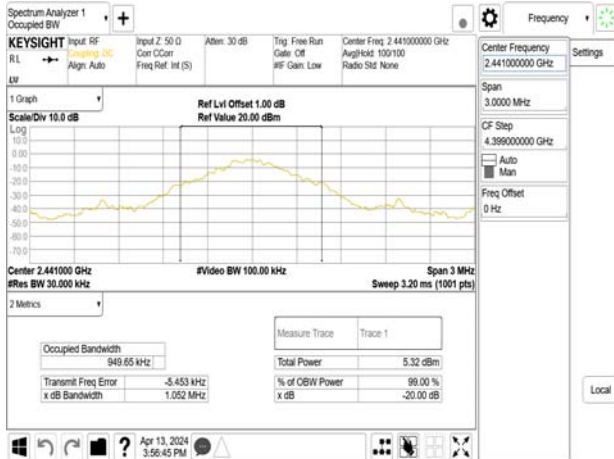 Spectrum Analyzer 1
Occupied BW
Frequency
KEYSIGHT
Input: RF
Coupling: DC
Align: Auto
Input Z: 50 Ω
Corr CCorr
Freq Ref: Int (S)
Atten: 30 dB
Trig: Free Run
Gate: Off
#IF Gain: Low
Center Freq: 2.441000000 GHz
Avg|Hold: 100/100
Radio Std: None
RL
LXI
Center Frequency
2.441000000 GHz
Settings
Span
3.0000 MHz
CF Step
4.399000000 GHz
Auto
Man
Freq Offset
0 Hz
Local
1 Graph
Scale/Div 10.0 dB
Ref Lvl Offset 1.00 dB
Ref Value 20.00 dBm
Log
10.0
0.00
-10.0
-20.0
-30.0
-40.0
-50.0
-60.0
-70.0
Center 2.441000 GHz
#Video BW 100.00 kHz
Span 3 MHz
#Res BW 30.000 kHz
Sweep 3.20 ms (1001 pts)
2 Metrics
Measure Trace
Trace 1
Occupied Bandwidth
949.65 kHz
Total Power
5.32 dBm
Transmit Freq Error
-5.453 kHz
% of OBW Power
99.00 %
x dB Bandwidth
1.052 MHz
x dB
-20.00 dB
?
Apr 13, 2024
3:56:45 PM